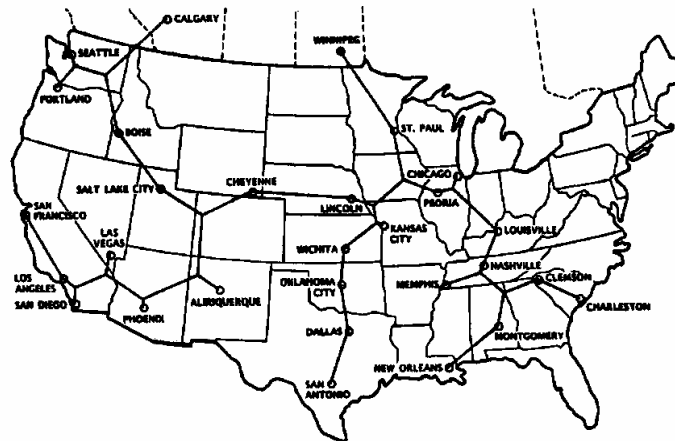 CALGARY
WINNIPEG
SEATTLE
PORTLAND
ST. PAUL
BOISE
CHICAGO
CHEYENNE
SALT LAKE CITY
PSORIA
LINCOLN
SAN
FRANCISCO
KANSAS
CITY
LOUISVILLE
LAS
VEGAS
WICHITA
NASHVILLE
LOS
ANGELES
OKLAHOMA
CITY
MEMPHIS
CLEMSON
ALBUQUERQUE
SAN DIEGO
PHOENDI
CHARLESTON
DALLAS
MONTGOMERY
NEW ORLEANS
SAN
ANTONIO